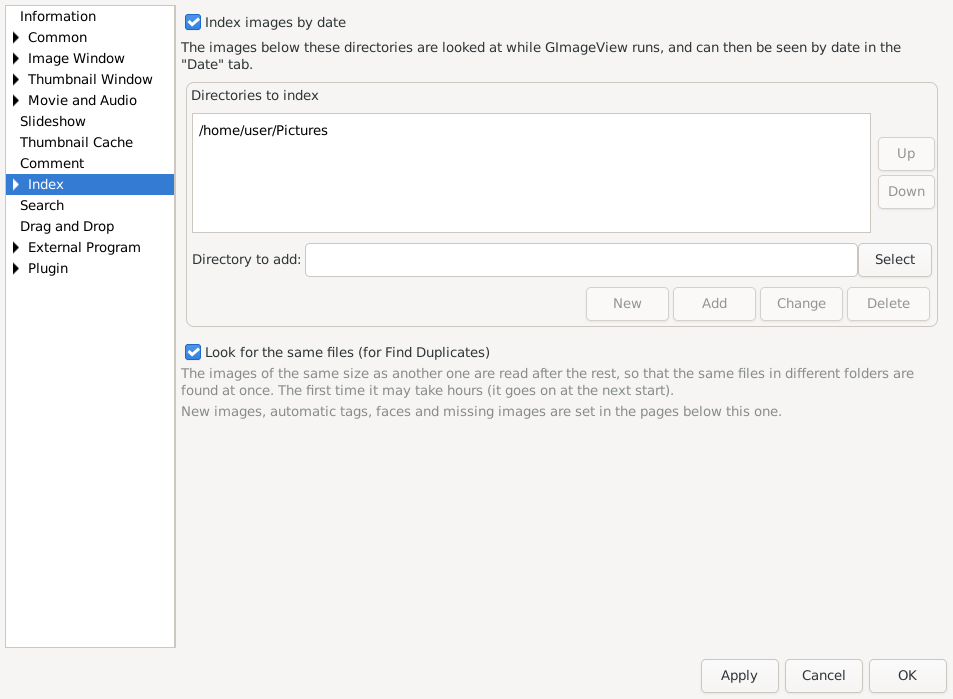 Information
Common
Image Window
Thumbnail Window
Movie and Audio
Slideshow
Thumbnail Cache
Comment
Index
Search
Drag and Drop
External Program
Plugin
Index images by date
The images below these directories are looked at while GImageView runs, and can then be seen by date in the
"Date" tab.
Directories to index
/home/user/Pictures
Up
Down
Directory to add:
Select
New
Add
Change
Delete
Look for the same files (for Find Duplicates)
The images of the same size as another one are read after the rest, so that the same files in different folders are
found at once. The first time it may take hours (it goes on at the next start).
New images, automatic tags, faces and missing images are set in the pages below this one.
Apply
Cancel
OK